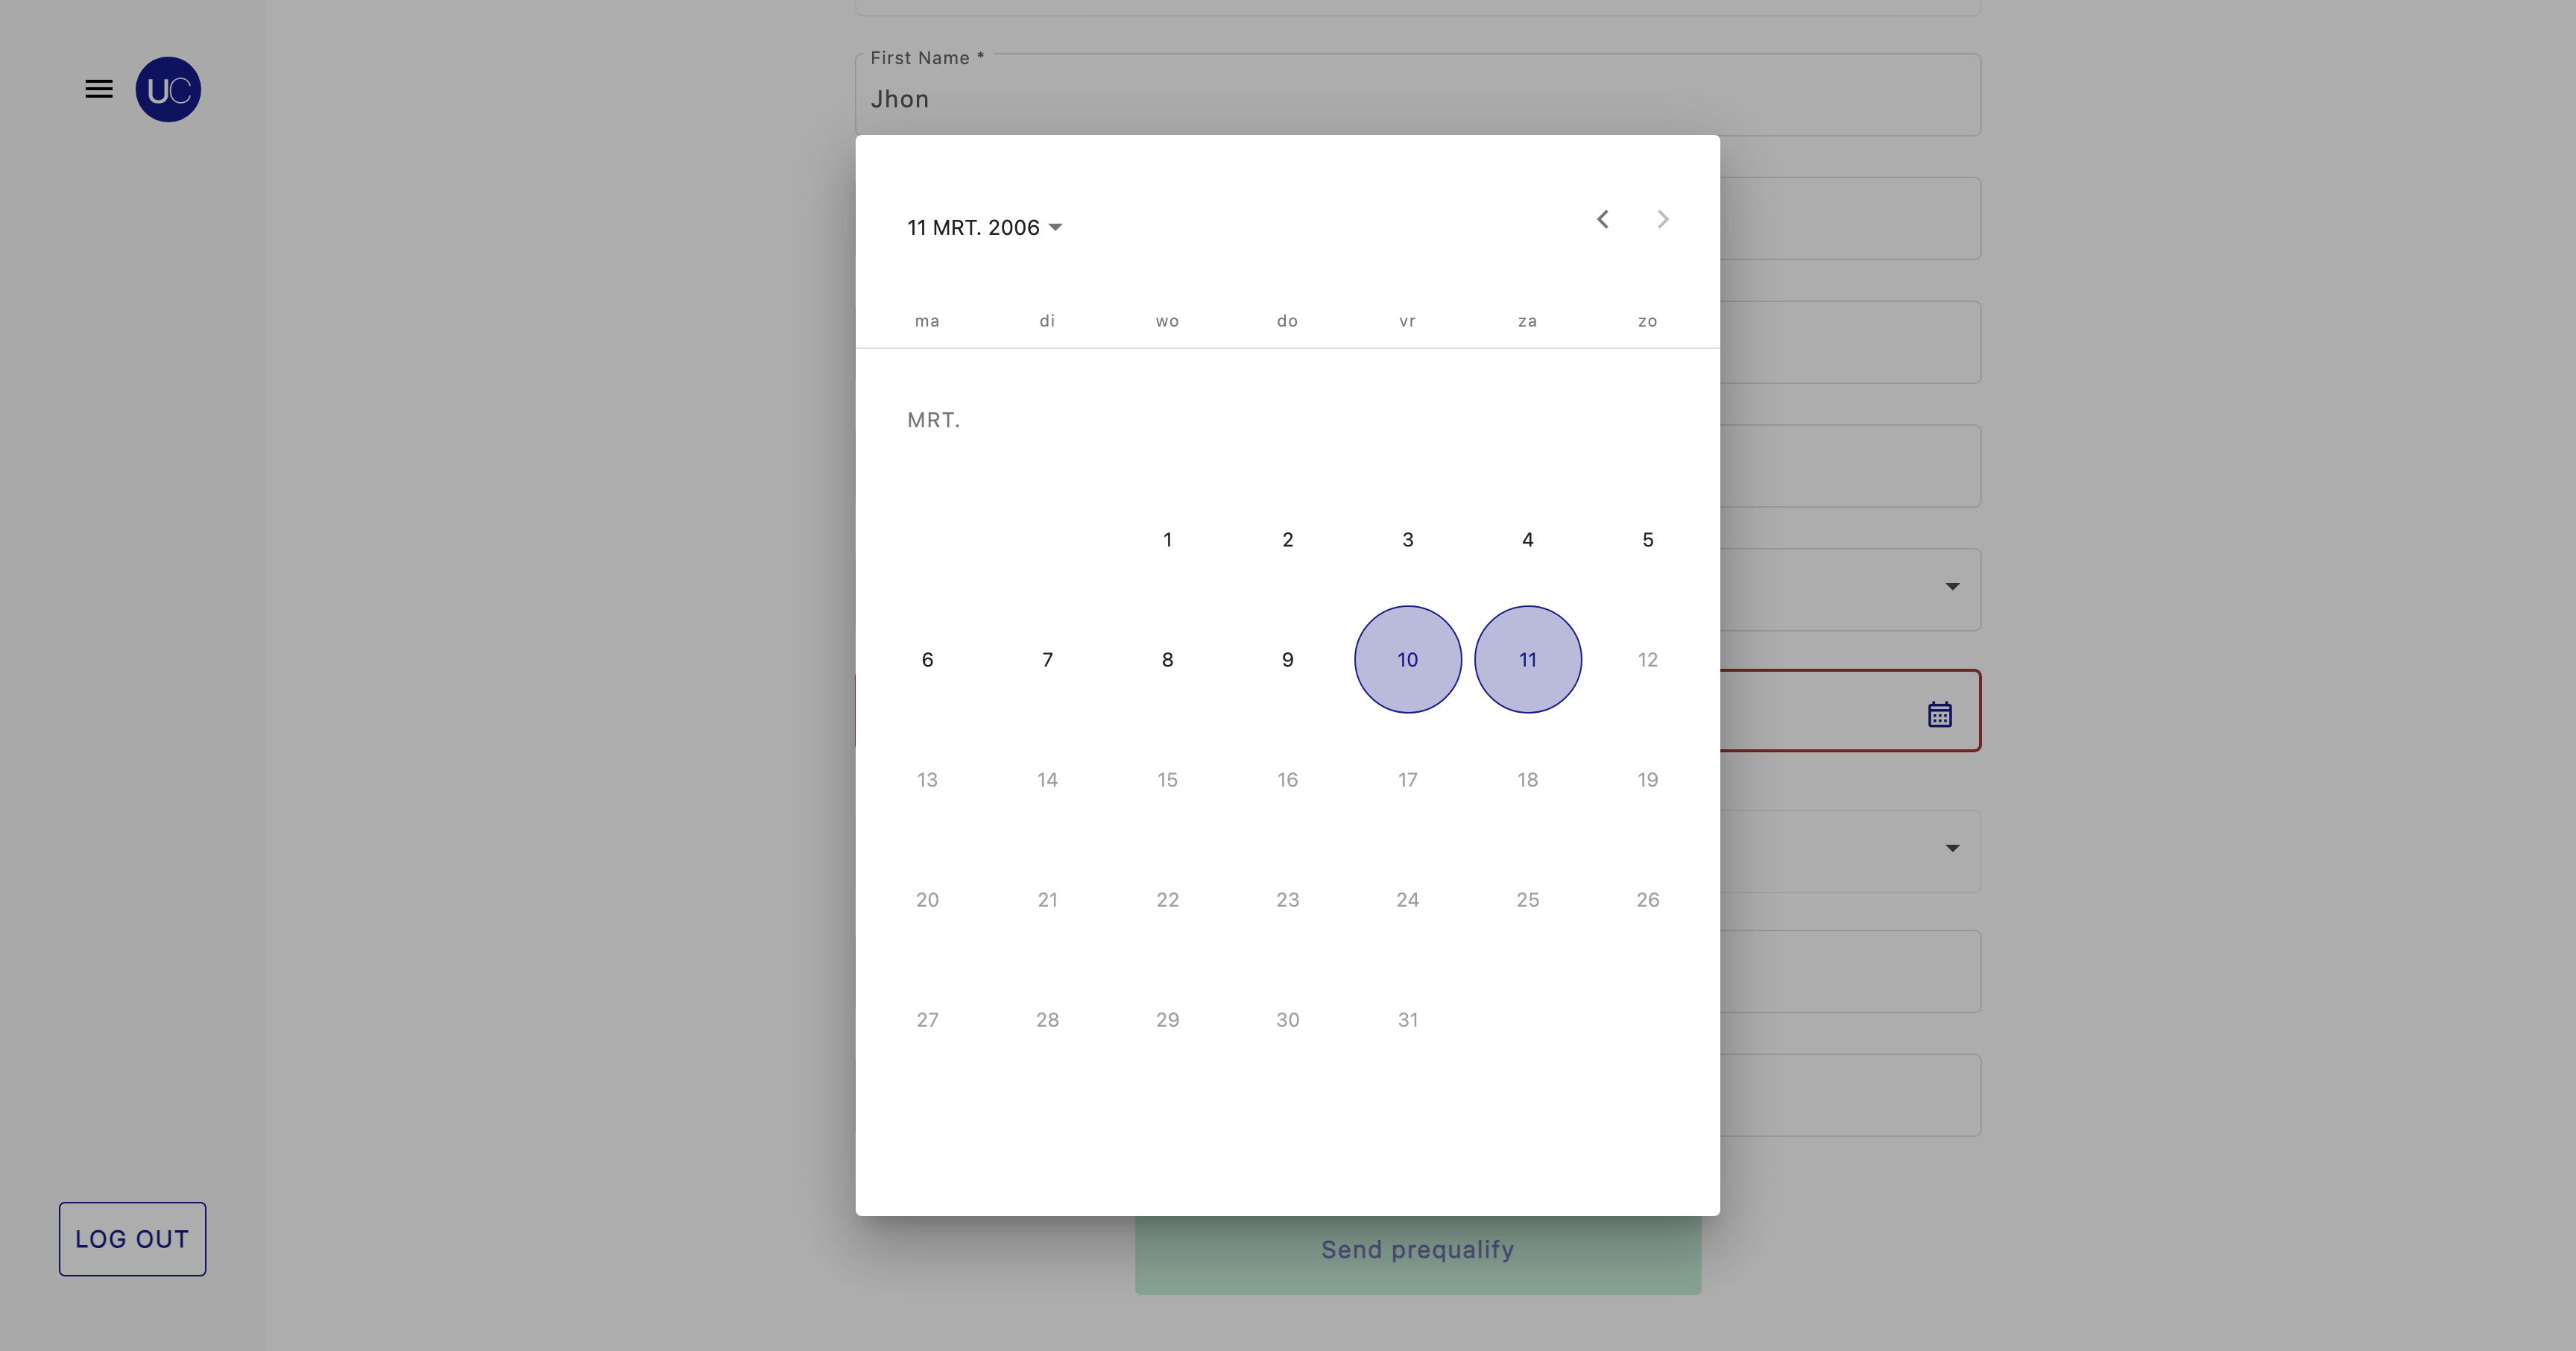 First Name *
UC
Jhon
11 MRT. 2006
ma di wo do vr za zo
MRT.
1 2 3 4 5
6 7 8 9 10 11 12
13 14 15 16 17 18 19
20 21 22 23 24 25 26
27 28 29 30 31
LOG OUT
Send prequalify